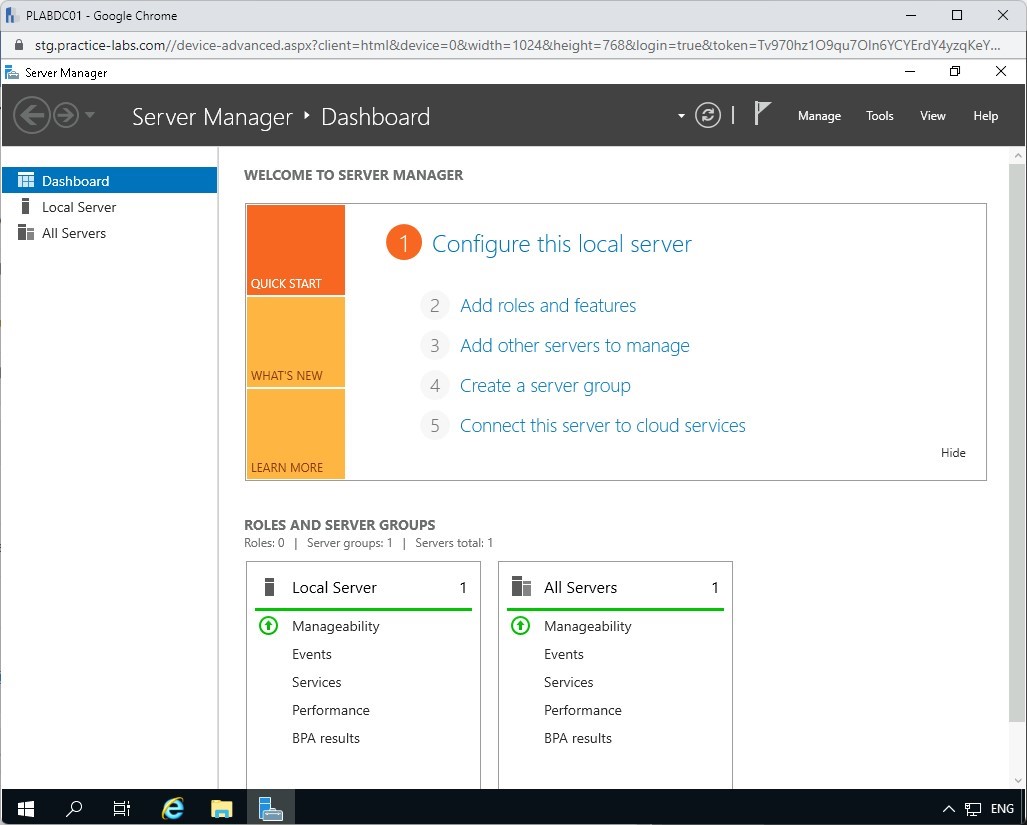 PLABDC01 - Google Chrome
stg.practice-labs.com//device-advanced.aspx?client=html&device=0&width=1024&height=768&login=true&token=Tv970hz1O9qu7OIn6YCYErdY4yzqKeY...
Server Manager
Server Manager Dashboard
Manage Tools View Help
Dashboard
Local Server
All Servers
WELCOME TO SERVER MANAGER
QUICK START
WHAT'S NEW
LEARN MORE
1 Configure this local server
2 Add roles and features
3 Add other servers to manage
4 Create a server group
5 Connect this server to cloud services
Hide
ROLES AND SERVER GROUPS
Roles: 0 | Server groups: 1 | Servers total: 1
Local Server 1
Manageability
Events
Services
Performance
BPA results
All Servers 1
Manageability
Events
Services
Performance
BPA results
ENG